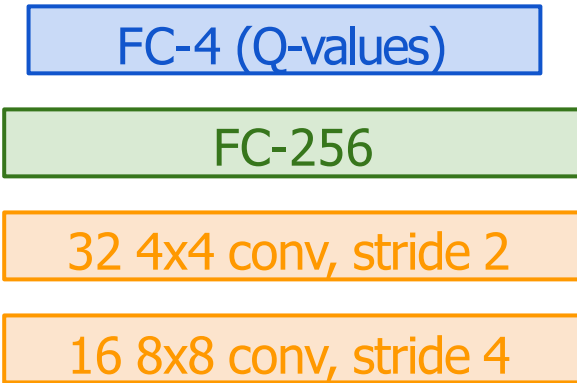 FC-4 (Q-values)
FC-256
32 4x4 conv, stride 2
16 8x8 conv, stride 4